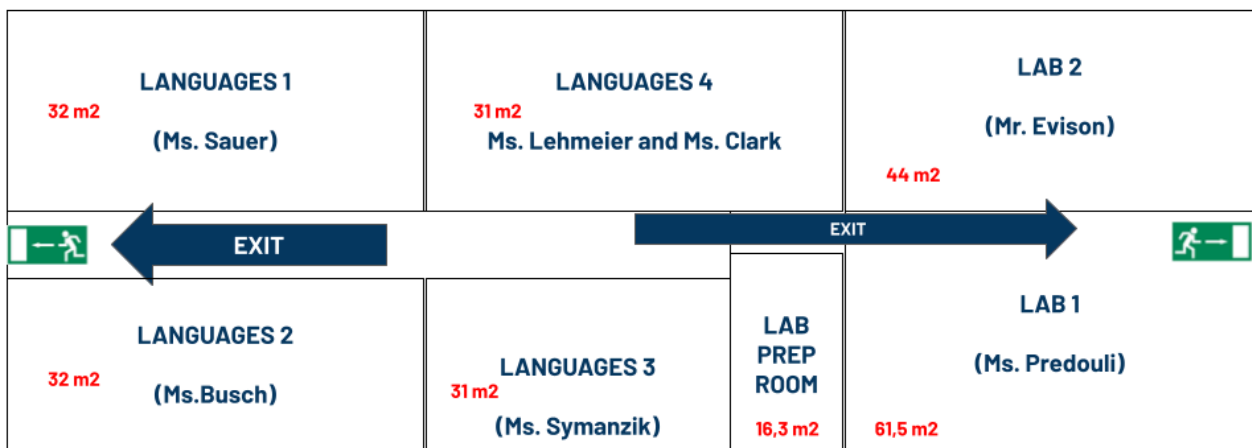 LANGUAGES 1
32 m2
(Ms. Sauer)
LANGUAGES 4
31 m2
Ms. Lehmeier and Ms. Clark
LAB 2
(Mr. Evison)
44 m2
EXIT
EXIT
LANGUAGES 2
32 m2
(Ms.Busch)
LANGUAGES 3
31 m2
(Ms. Symanzik)
LAB
PREP
ROOM
16,3 m2
LAB 1
(Ms. Predouli)
61,5 m2